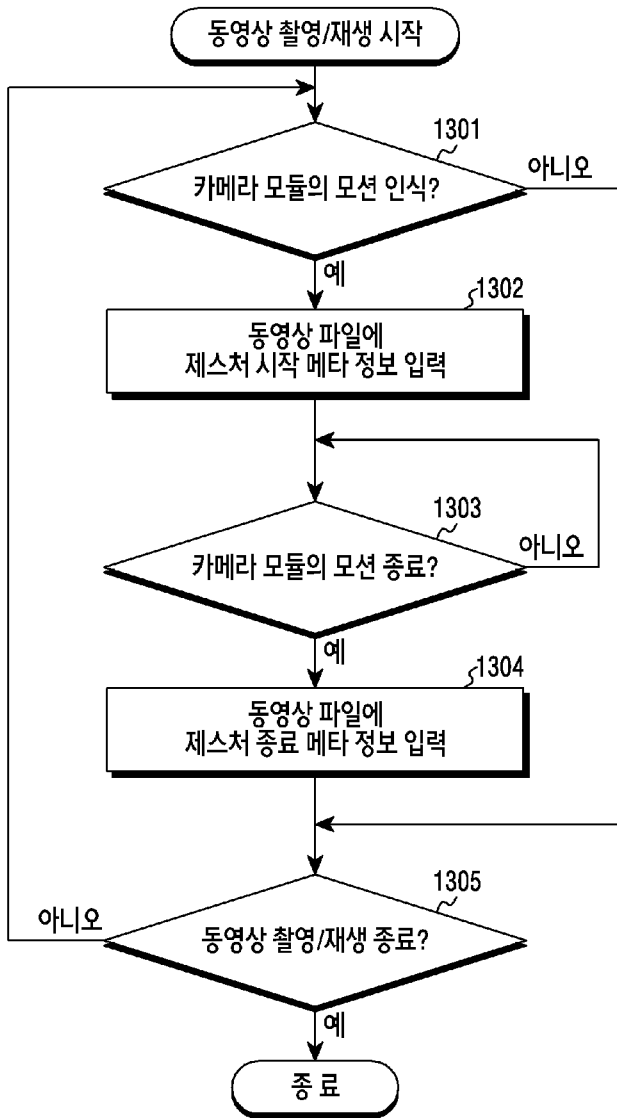 동영상 촬영/재생 시작
1301
카메라 모듈의 모션 인식?
아니오
예
1302
동영상 파일에
제스처 시작 메타 정보 입력
1303
카메라 모듈의 모션 종료?
아니오
예
1304
동영상 파일에
제스처 종료 메타 정보 입력
1305
아니오
동영상 촬영/재생 종료?
예
종 료